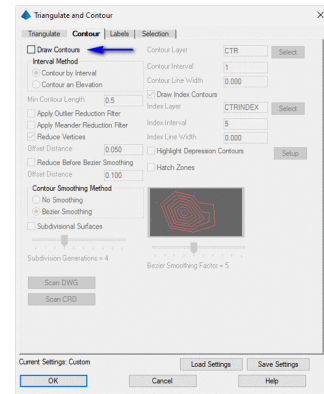 Triangulate and Contour
Triangulate Contour Labels Selection
Draw Contours
Interval Method
Contour by Interval
Contour an Elevation
Min.Contour Length 0.5
Apply Outlier Reduction Filter
Apply Meander Reduction Filter
Reduce Vertices
Offset Distance 0.050
Reduce Before Bezier Smoothing
Offset Distance 0.100
Contour Smoothing Method
No Smoothing
Bezier Smoothing
Subdivisional Surfaces
Subdivision Generations = 4
Scan DWG
Scan CRD
Contour Layer CTR Select
Contour Interval 1
Contour Line Width 0.000
Draw Index Contours
Index Layer CTRINDEX Select
Index Interval 5
Index Line Width 0.000
Highlight Depression Contours Setup
Hatch Zones
Bezier Smoothing Factor = 5
Current Settings: Custom Load Settings Save Settings
OK Cancel Help